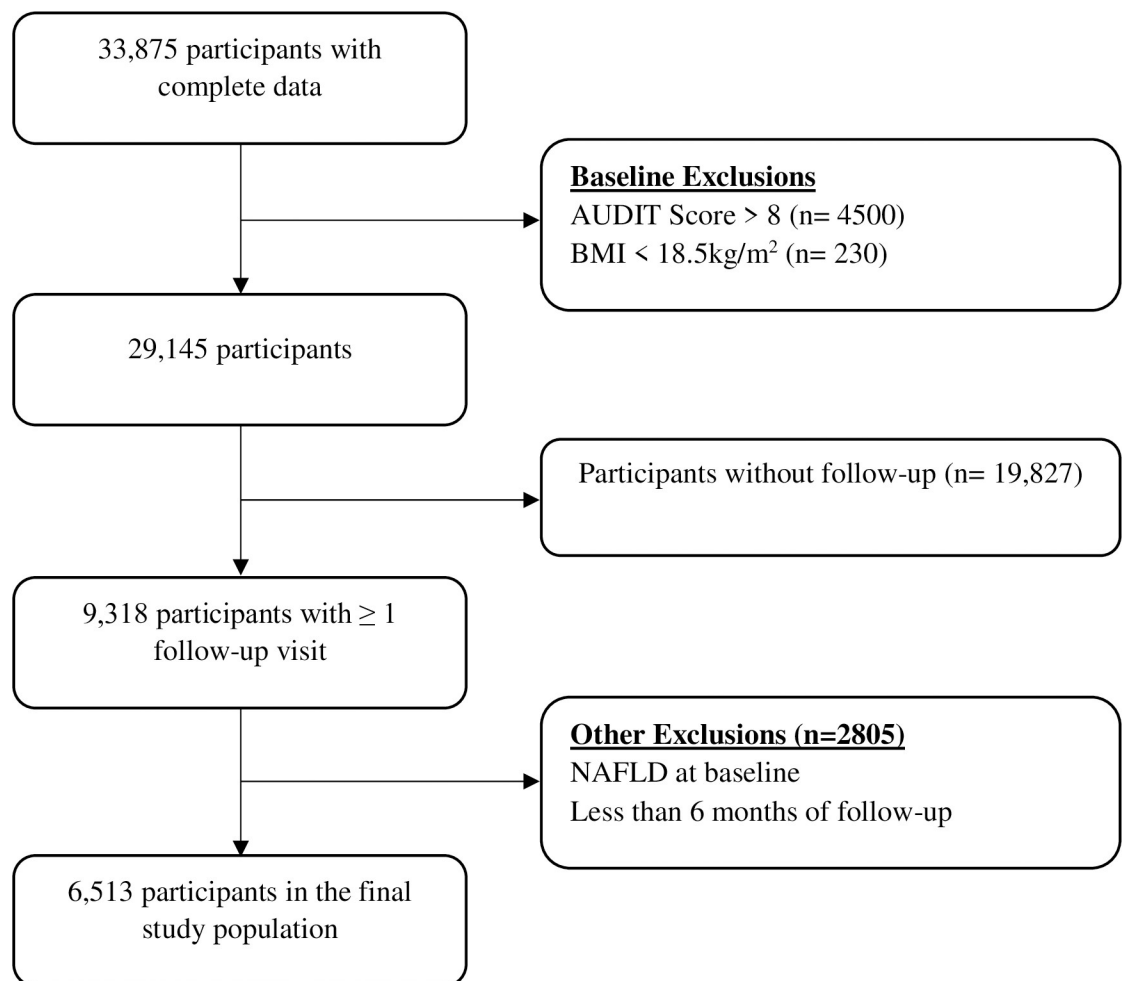 33,875 participants with
complete data
Baseline Exclusions
AUDIT Score > 8 (n= 4500)
BMI < 18.5kg/m² (n= 230)
29,145 participants
Participants without follow-up (n= 19,827)
9,318 participants with ≥ 1
follow-up visit
Other Exclusions (n=2805)
NAFLD at baseline
Less than 6 months of follow-up
6,513 participants in the final
study population